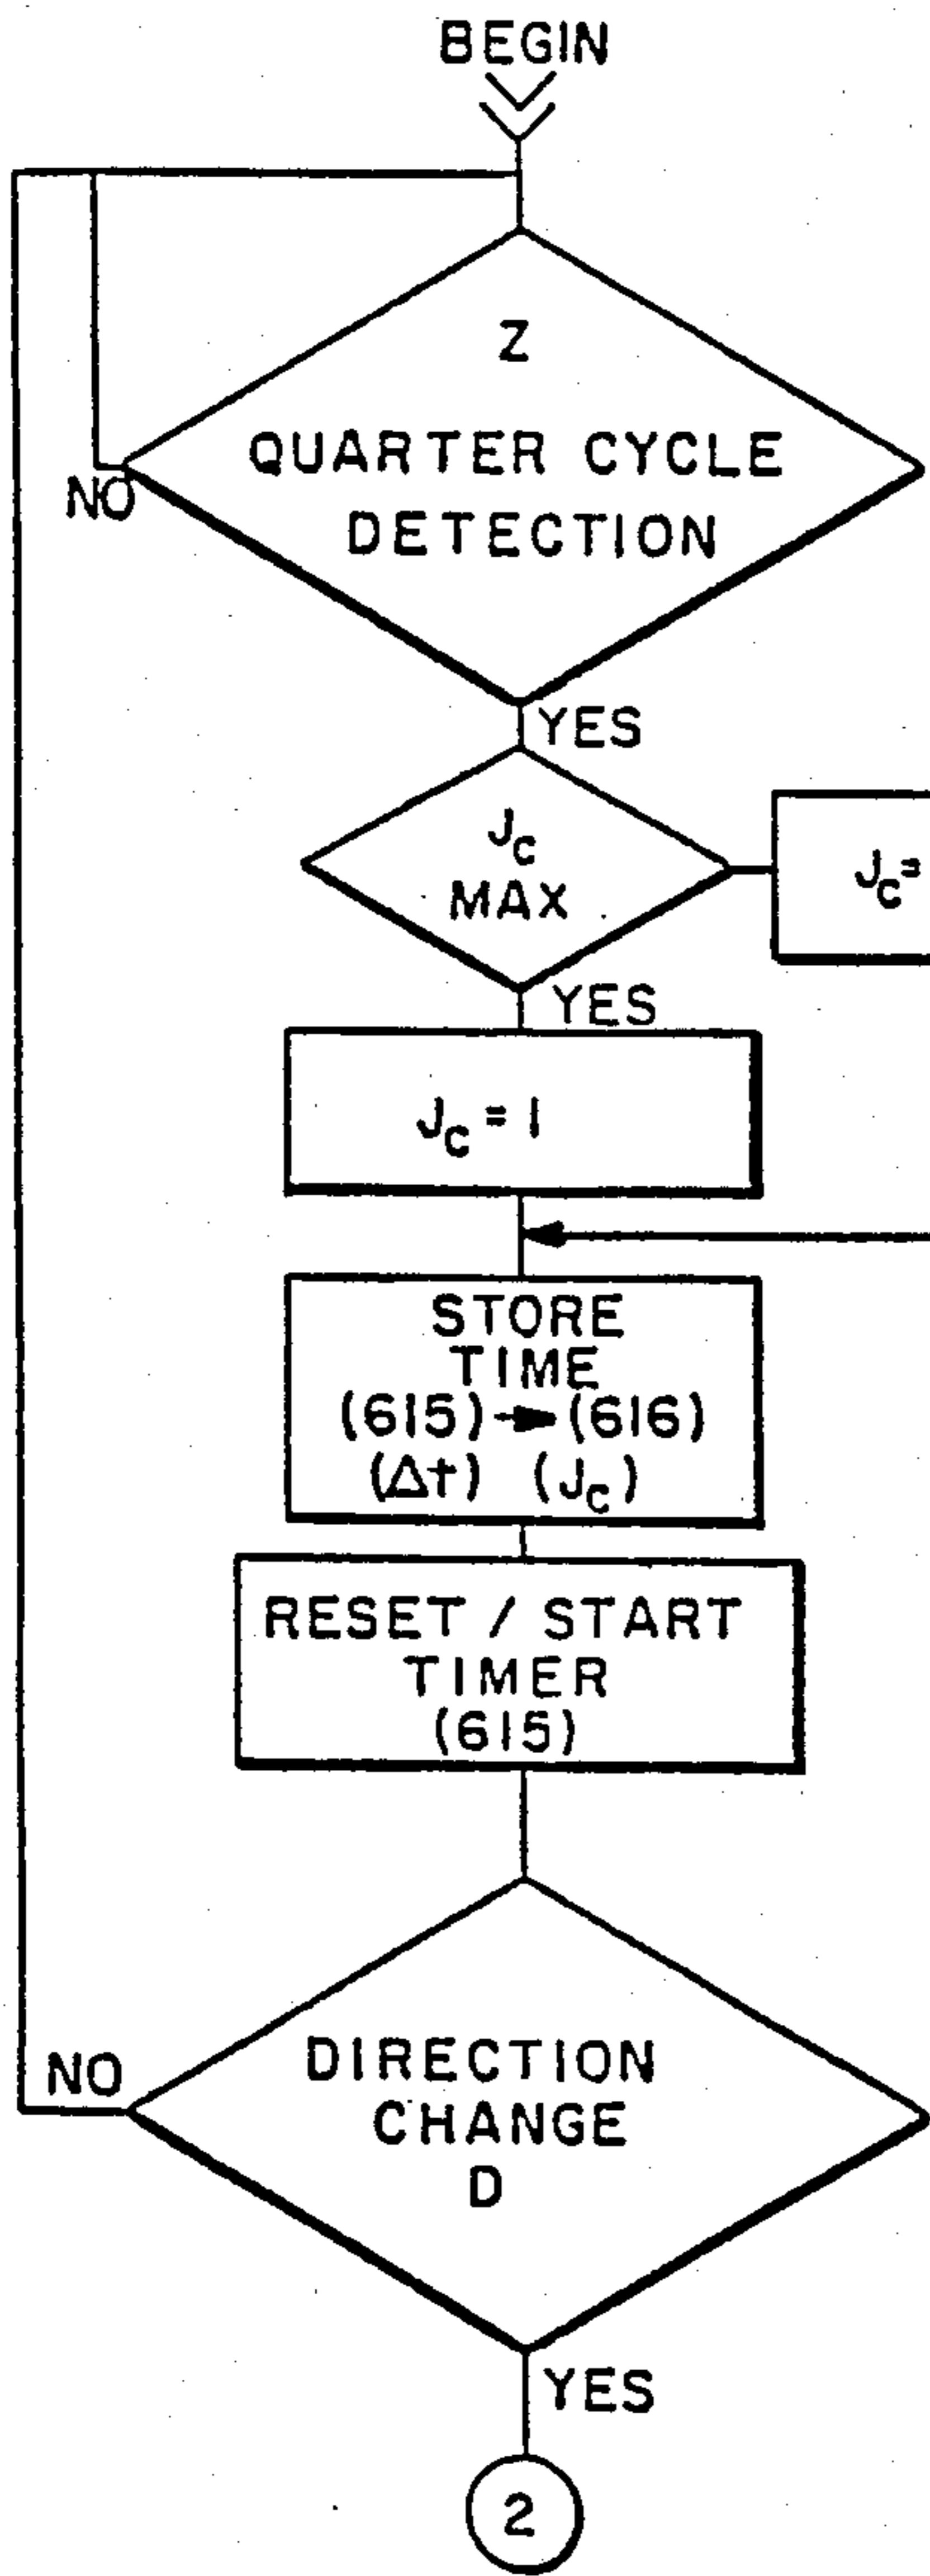 BEGIN
Z
QUARTER CYCLE
DETECTION
NO
YES
J_C
MAX
J_C=
YES
J_C = 1
STORE
TIME
(615) → (616)
(Δt) (J_C)
RESET / START
TIMER
(615)
DIRECTION
CHANGE
D
NO
YES
2